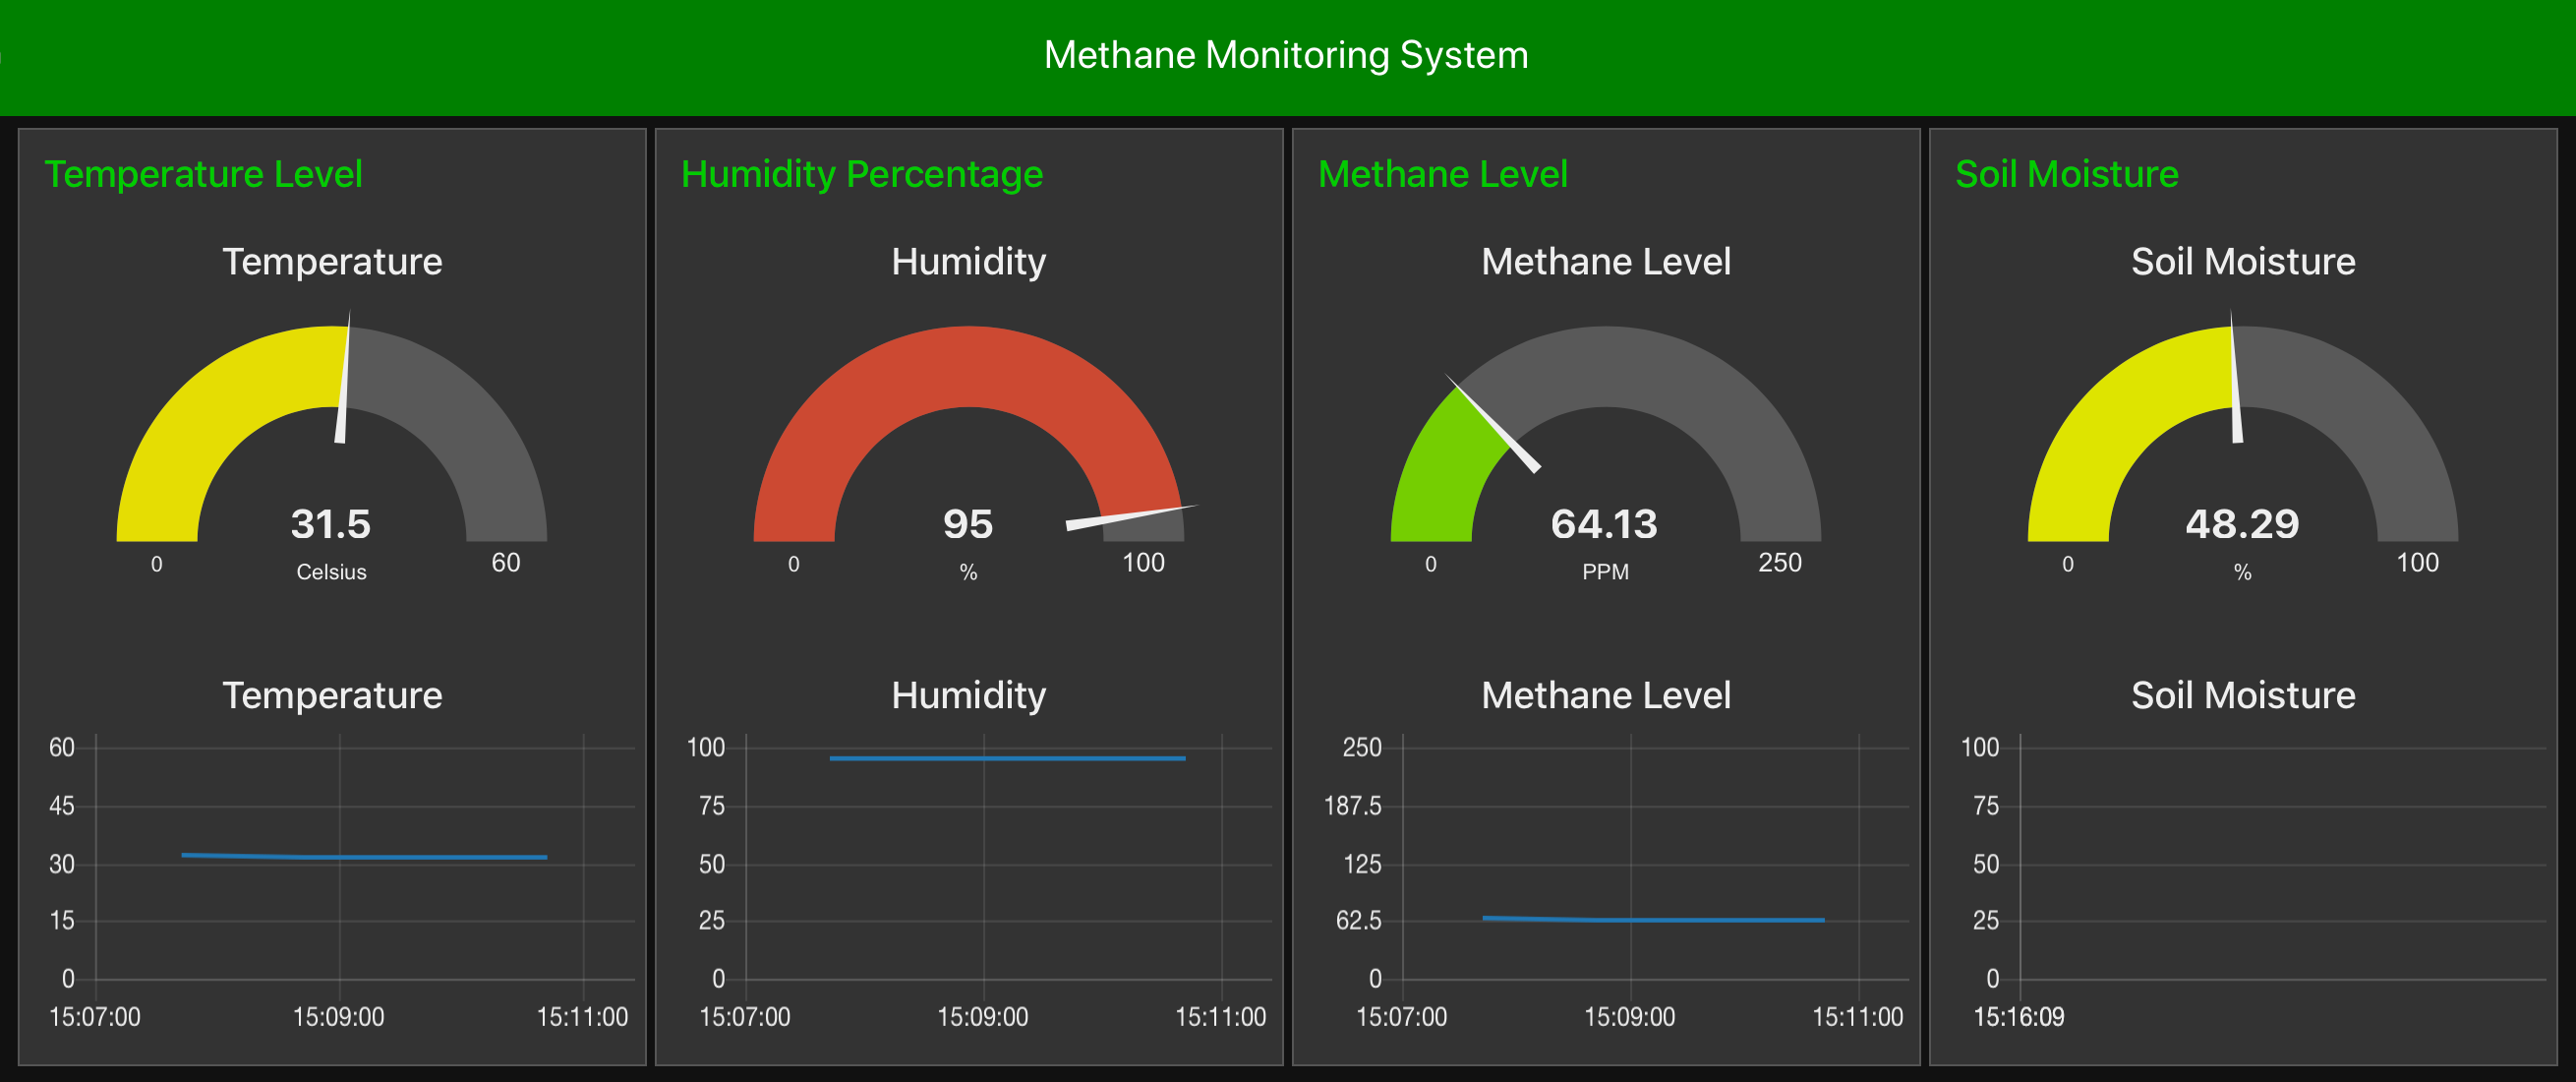 Methane Monitoring System
Temperature Level
Temperature
31.5
0
Celsius
60
Temperature
60
45
30
15
0
15:07:00 15:09:00 15:11:00
Humidity Percentage
Humidity
95
0
%
100
Humidity
100
75
50
25
0
15:07:00 15:09:00 15:11:00
Methane Level
Methane Level
64.13
0
PPM
250
Methane Level
250
187.5
125
62.5
0
15:07:00 15:09:00 15:11:00
Soil Moisture
Soil Moisture
48.29
0
%
100
Soil Moisture
100
75
50
25
0
15:16:09